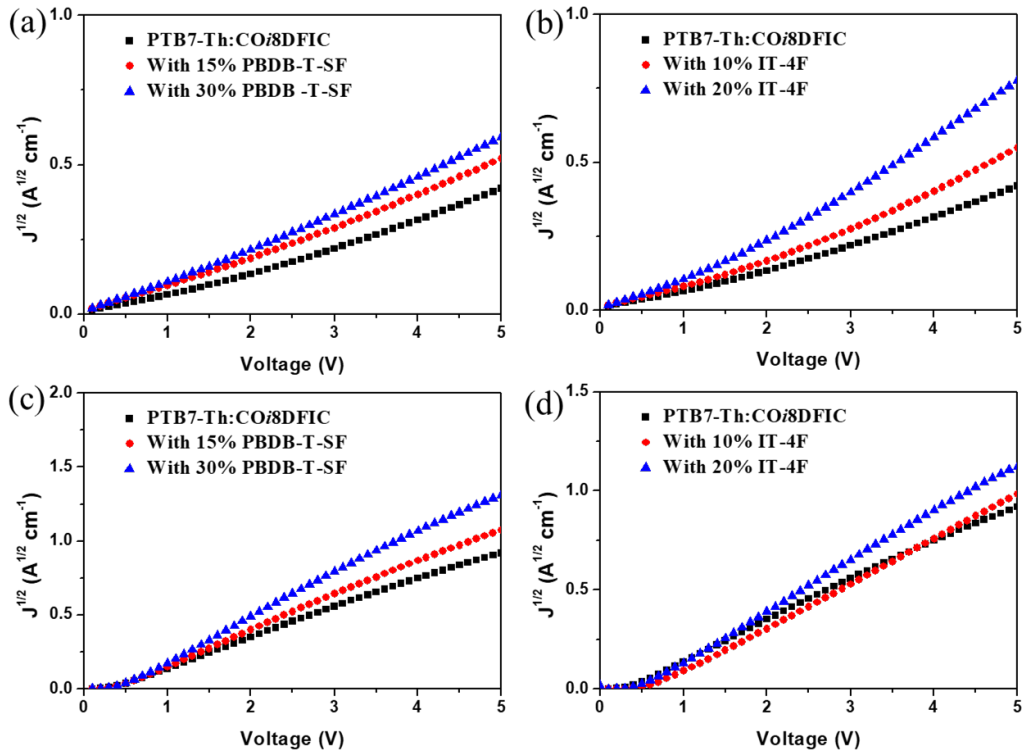 (a)
1.0
PTB7-Th:COi8DFIC
With 15% PBDB-T-SF
With 30% PBDB -T-SF
0.5
0.0
J1/2 (A1/2 cm-1)
0 1 2 3 4 5
Voltage (V)
(b)
1.0
PTB7-Th:COi8DFIC
With 10% IT-4F
With 20% IT-4F
0.5
0.0
J1/2 (A1/2 cm-1)
0 1 2 3 4 5
Voltage (V)
(c)
2.0
PTB7-Th:COi8DFIC
With 15% PBDB-T-SF
With 30% PBDB-T-SF
1.5
1.0
0.5
0.0
J1/2 (A1/2 cm-1)
0 1 2 3 4 5
Voltage (V)
(d)
1.5
PTB7-Th:COi8DFIC
With 10% IT-4F
With 20% IT-4F
1.0
0.5
0.0
J1/2 (A1/2 cm-1)
0 1 2 3 4 5
Voltage (V)